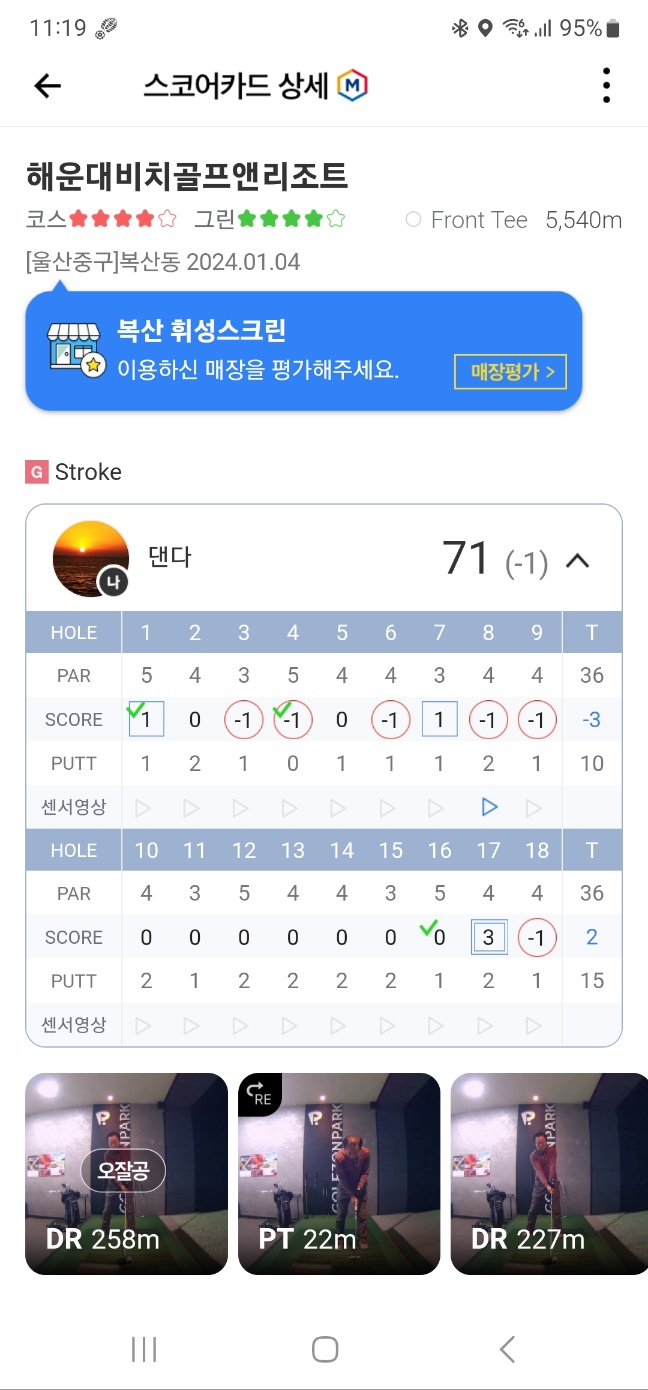 11:19 95%
스코어카드 상세 M
해운대비치골프앤리조트
코스 그린 Front Tee 5,540m
[울산중구]복산동 2024.01.04
복산 휘성스크린
이용하신 매장을 평가해주세요.
매장평가 >
G Stroke
댄다 71 (-1)
나
HOLE 1 2 3 4 5 6 7 8 9 T
PAR 5 4 3 5 4 4 3 4 4 36
SCORE 1 0 -1 -1 0 -1 1 -1 -1 -3
PUTT 1 2 1 0 1 1 1 2 1 10
센서영상
HOLE 10 11 12 13 14 15 16 17 18 T
PAR 4 3 5 4 4 3 5 4 4 36
SCORE 0 0 0 0 0 0 0 3 -1 2
PUTT 2 1 2 2 2 2 1 2 1 15
센서영상
RE
오잘공
GOLFZONPARK
DR 258m PT 22m DR 227m